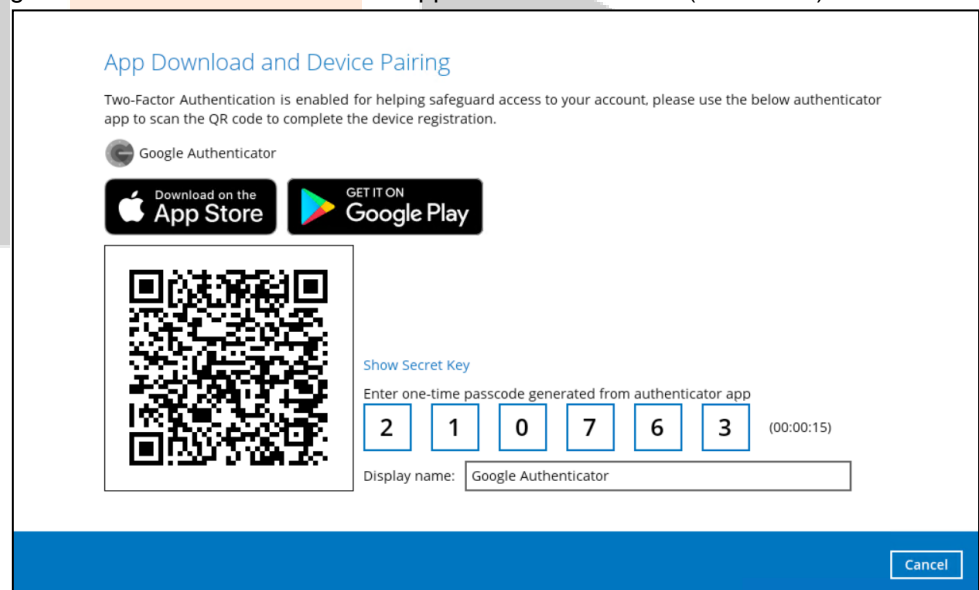 App Download and Device Pairing
Two-Factor Authentication is enabled for helping safeguard access to your account, please use the below authenticator
app to scan the QR code to complete the device registration.
Google Authenticator
Download on the
App Store
GET IT ON
Google Play
Show Secret Key
Enter one-time passcode generated from authenticator app
2 1 0 7 6 3 (00:00:15)
Display name: Google Authenticator
Cancel